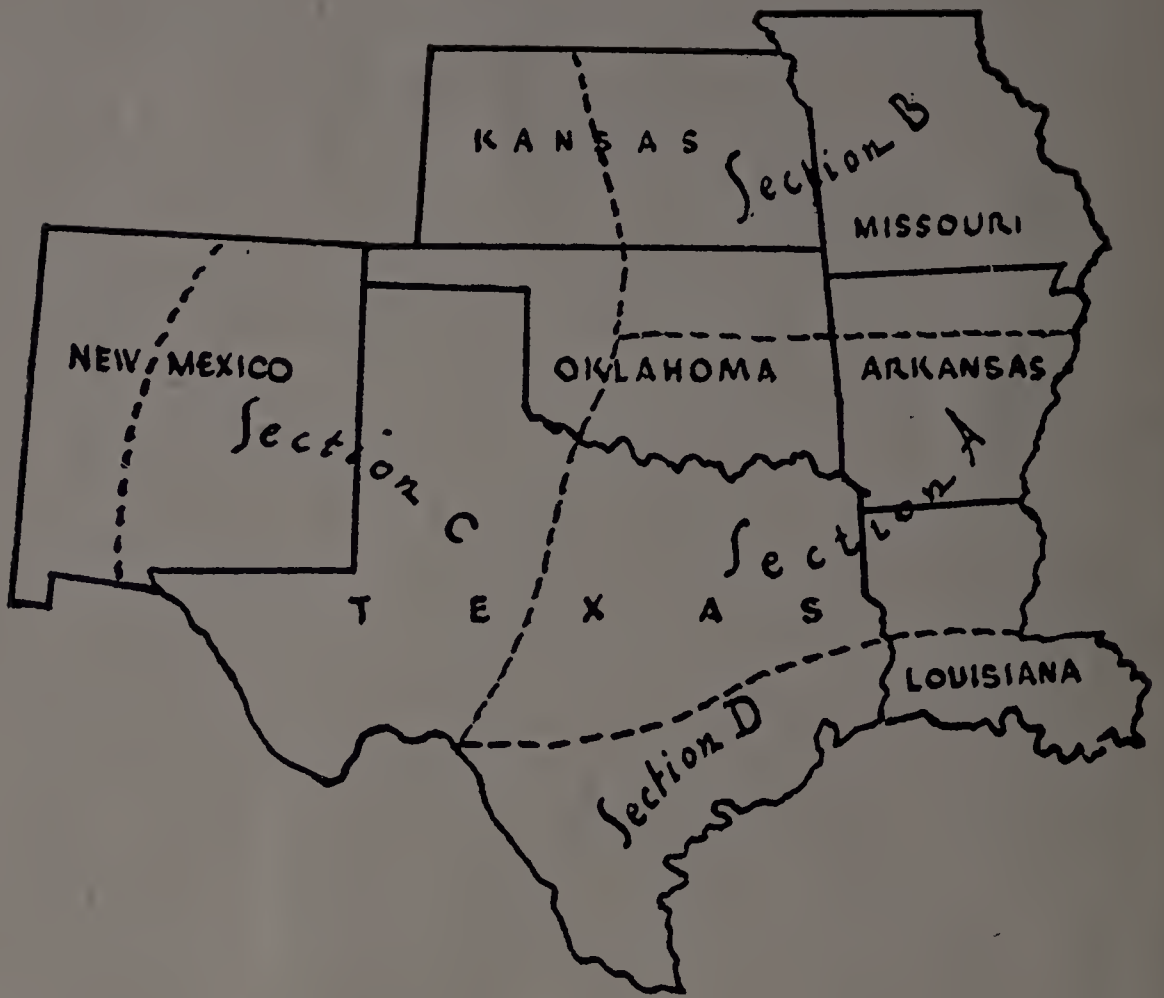 KANSAS
Section B
MISSOURI
NEW MEXICO
OKLAHOMA
ARKANSAS
Section C
Section A
TEXAS
LOUISIANA
Section D